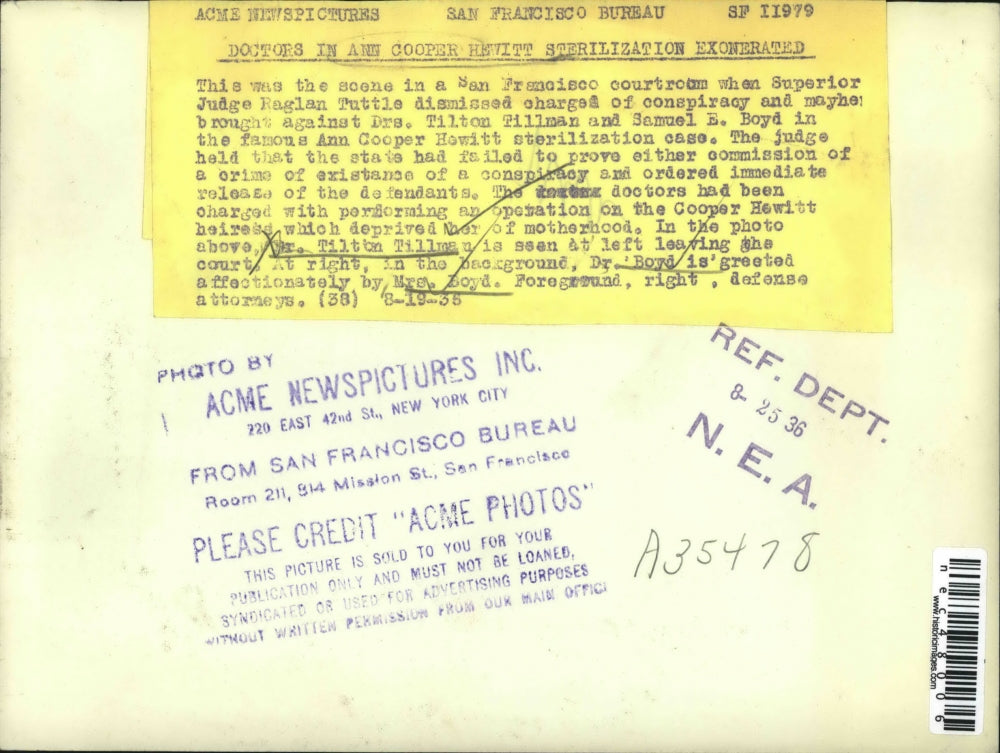 ACME NEWSPICTURES SAN FRANCISCO BUREAU SF II979
DOCTORS IN ANN COOPER HEWITT STERILIZATION EXONERATED
This was the scene in a San Francisco courtroom when Superior
Judge Raglan Tuttle dismissed charges of conspiracy and mayhe
brought against Drs. Tilton Tillman and Samuel E. Boyd in
the famous Ann Cooper Hewitt sterilization case. The judge
held that the state had failed to prove either commission of
a crime of existance of a conspiracy and ordered immediate
release of the defendants. The doctors had been
charged with performing an operation on the Cooper Hewitt
heiress which deprived her of motherhood. In the photo
above, Dr. Tilton Tillman is seen at left leaving the
court. At right, in the background, Dr. Boyd is greeted
affectionately by Mrs. Boyd. Foreground, right , defense
attorneys. (38) 8-19-36
PHOTO BY
ACME NEWSPICTURES INC.
220 EAST 42nd St., NEW YORK CITY
FROM SAN FRANCISCO BUREAU
Room 211, 814 Mission St., San Francisco
PLEASE CREDIT "ACME PHOTOS"
THIS PICTURE IS SOLD TO YOU FOR YOUR
PUBLICATION ONLY AND MUST NOT BE LOANED,
SYNDICATED OR USED FOR ADVERTISING PURPOSES
WITHOUT WRITTEN PERMISSION FROM OUR MAIN OFFICE
REF. DEPT.
8- 25 36
N. E. A.
A35478
nec48006
www.historicimages.com